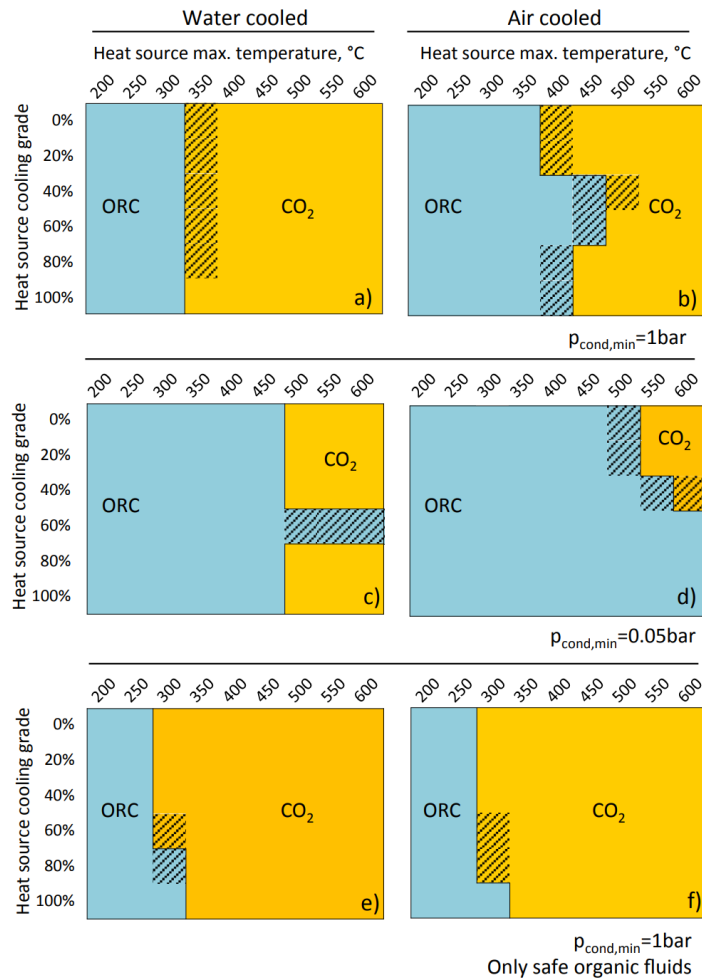 Water cooled
Air cooled
Heat source max. temperature, °C
Heat source max. temperature, °C
200 250 300 350 400 450 500 550 600
200 250 300 350 400 450 500 550 600
Heat source cooling grade
0%
20%
40%
60%
80%
100%
ORC
CO₂
a)
ORC
CO₂
b)
p cond,min=1bar
200 250 300 350 400 450 500 550 600
200 250 300 350 400 450 500 550 600
Heat source cooling grade
0%
20%
40%
60%
80%
100%
ORC
CO₂
c)
ORC
CO₂
d)
p cond,min=0.05bar
200 250 300 350 400 450 500 550 600
200 250 300 350 400 450 500 550 600
Heat source cooling grade
0%
20%
40%
60%
80%
100%
ORC
CO₂
e)
ORC
CO₂
f)
p cond,min=1bar
Only safe organic fluids